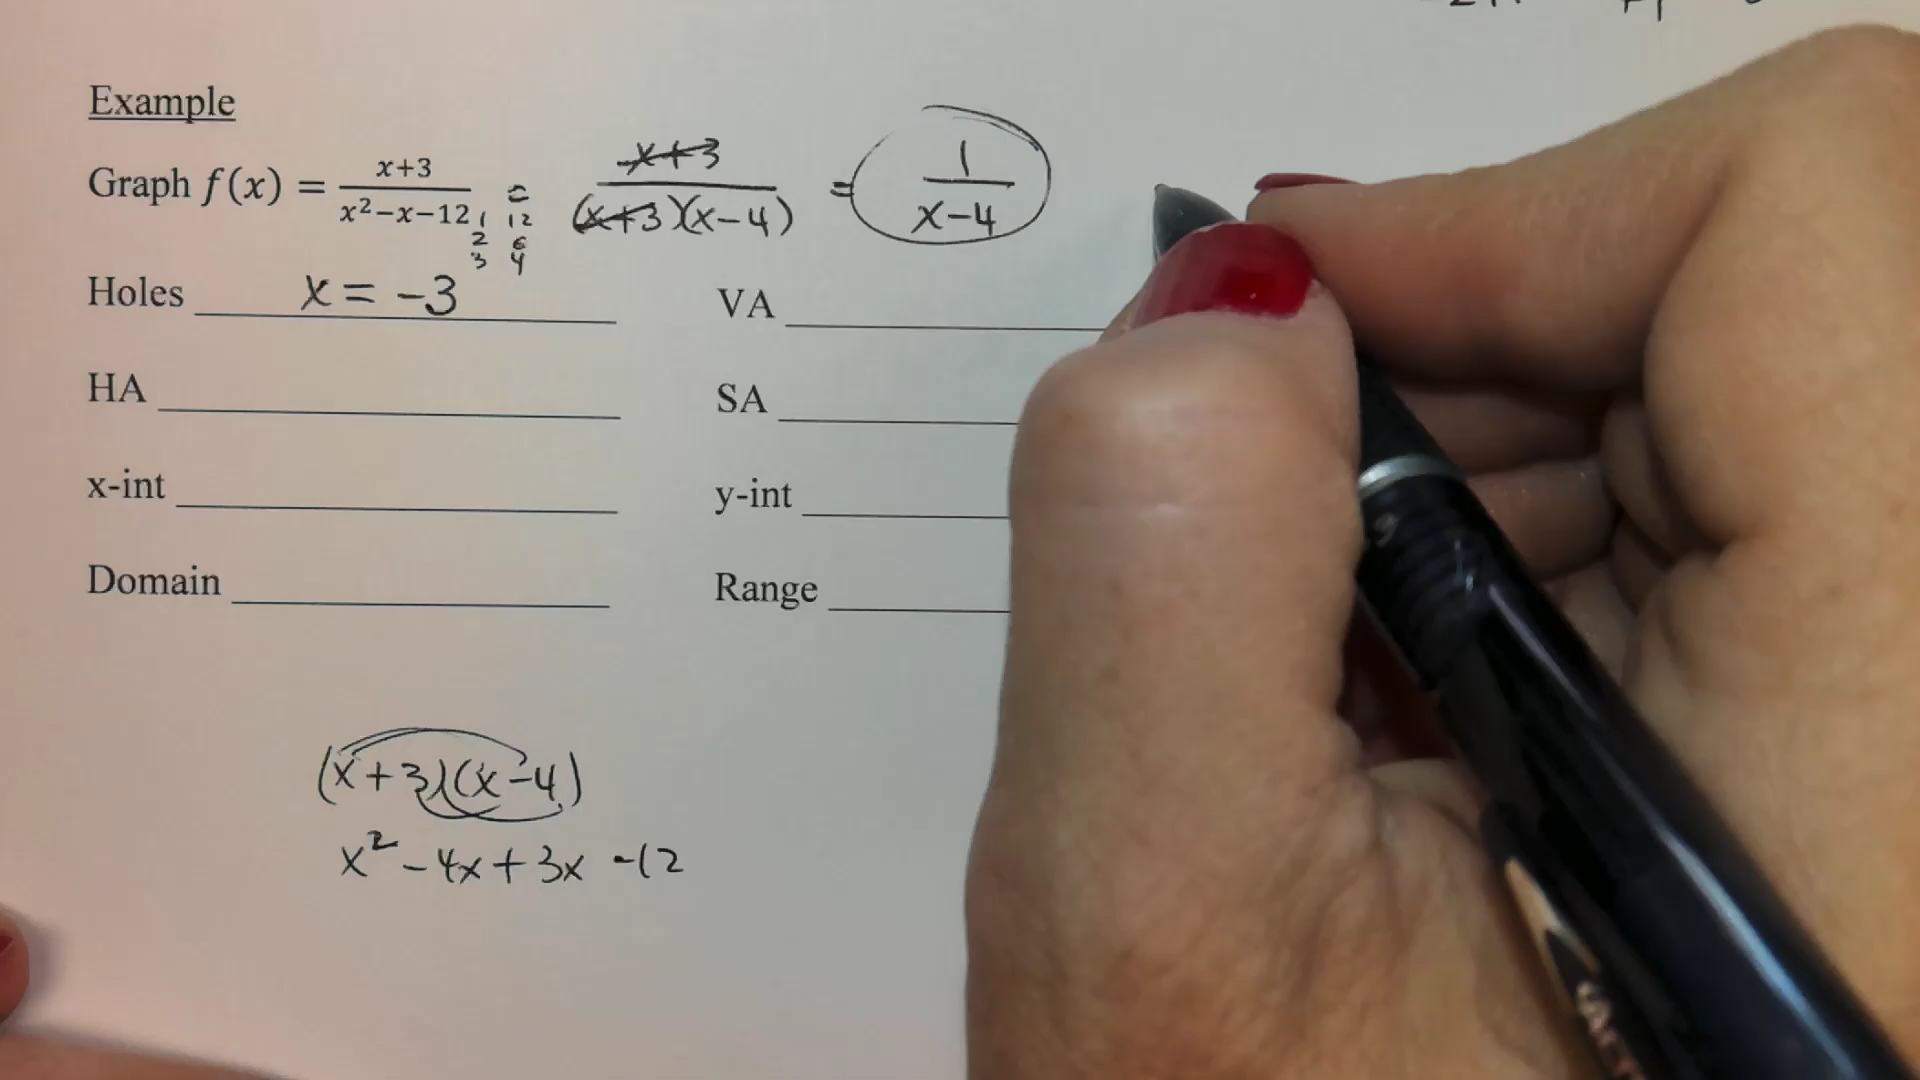 Example
Graph f(x) = x+3 / x²−x−12 = x+3 / (x+3)(x−4) = 1 / x−4
1 12
2 6
3 4
Holes x = −3 VA
HA SA
x-int y-int
Domain Range
(x+3)(x−4)
x² − 4x + 3x − 12